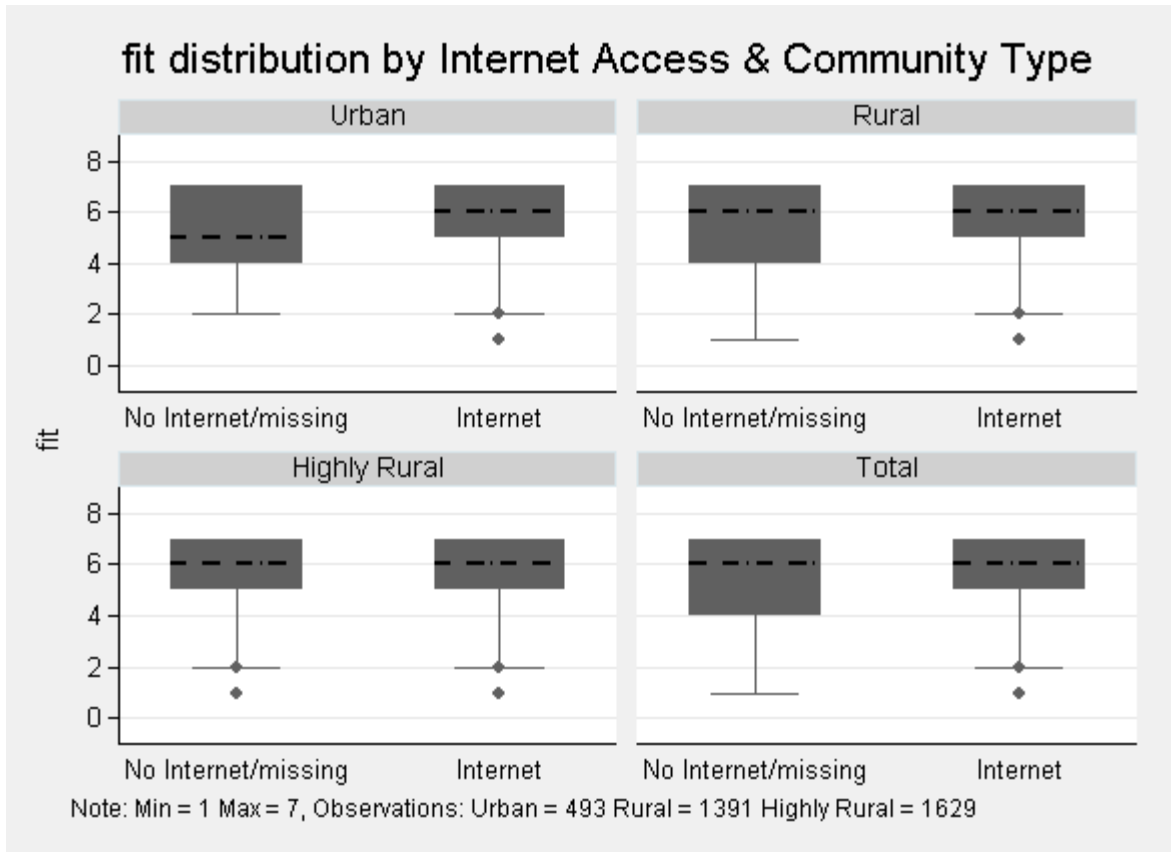 fit distribution by Internet Access & Community Type
Urban
Rural
8
6
4
2
0
No Internet/missing
Internet
No Internet/missing
Internet
fit
Highly Rural
Total
8
6
4
2
0
No Internet/missing
Internet
No Internet/missing
Internet
Note: Min = 1 Max = 7, Observations: Urban = 493 Rural = 1391 Highly Rural = 1629